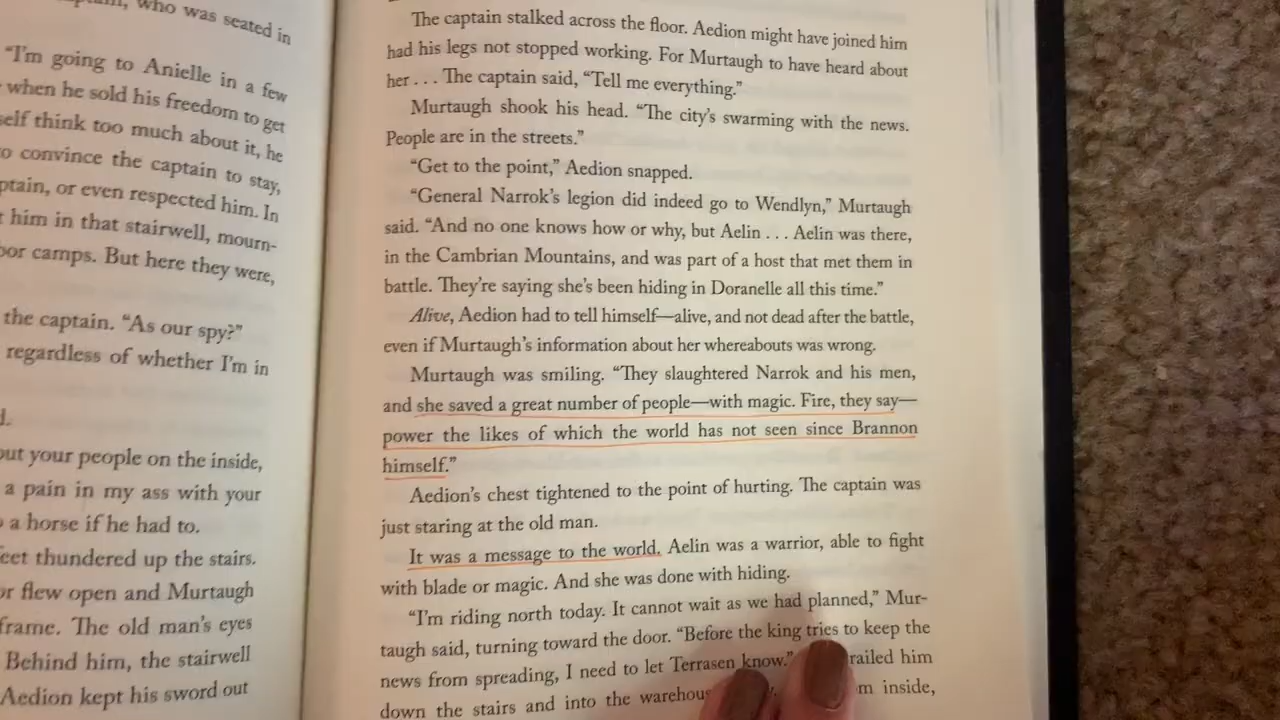 who was seated in
"I'm going to Anielle in a few
when he sold his freedom to get
self think too much about it, he
to convince the captain to stay,
ptain, or even respected him. In
him in that stairwell, mourn-
bor camps. But here they were,
the captain. "As our spy?"
regardless of whether I'm in
d.
out your people on the inside,
a pain in my ass with your
a horse if he had to.
eet thundered up the stairs.
or flew open and Murtaugh
frame. The old man's eyes
Behind him, the stairwell
Aedion kept his sword out
The captain stalked across the floor. Aedion might have joined him
had his legs not stopped working. For Murtaugh to have heard about
her . . . The captain said, "Tell me everything."
Murtaugh shook his head. "The city's swarming with the news.
People are in the streets."
"Get to the point," Aedion snapped.
"General Narrok's legion did indeed go to Wendlyn," Murtaugh
said. "And no one knows how or why, but Aelin . . . Aelin was there,
in the Cambrian Mountains, and was part of a host that met them in
battle. They're saying she's been hiding in Doranelle all this time."
Alive, Aedion had to tell himself—alive, and not dead after the battle,
even if Murtaugh's information about her whereabouts was wrong.
Murtaugh was smiling. "They slaughtered Narrok and his men,
and she saved a great number of people—with magic. Fire, they say—
power the likes of which the world has not seen since Brannon
himself."
Aedion's chest tightened to the point of hurting. The captain was
just staring at the old man.
It was a message to the world. Aelin was a warrior, able to fight
with blade or magic. And she was done with hiding.
"I'm riding north today. It cannot wait as we had planned," Mur-
taugh said, turning toward the door. "Before the king tries to keep the
news from spreading, I need to let Terrasen know." railed him
down the stairs and into the warehous m inside,